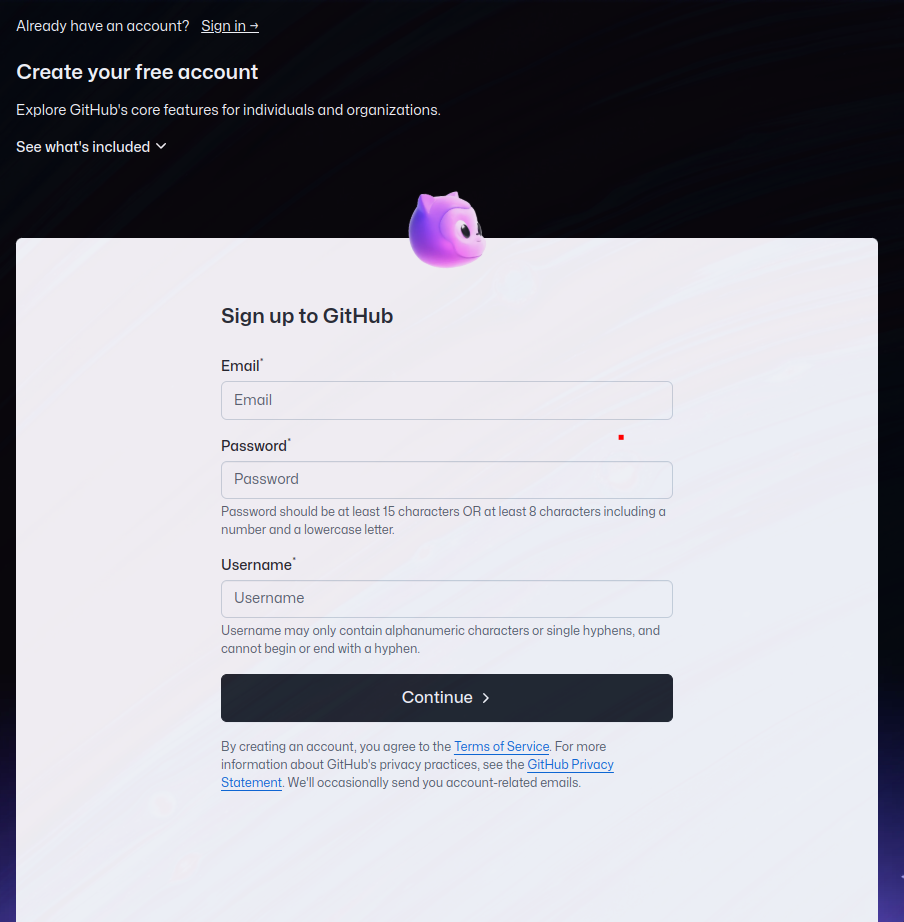 Already have an account? Sign in →
Create your free account
Explore GitHub's core features for individuals and organizations.
See what's included
Sign up to GitHub
Email*
Email
Password*
Password
Password should be at least 15 characters OR at least 8 characters including a
number and a lowercase letter.
Username*
Username
Username may only contain alphanumeric characters or single hyphens, and
cannot begin or end with a hyphen.
Continue
By creating an account, you agree to the Terms of Service. For more
information about GitHub's privacy practices, see the GitHub Privacy
Statement. We'll occasionally send you account-related emails.